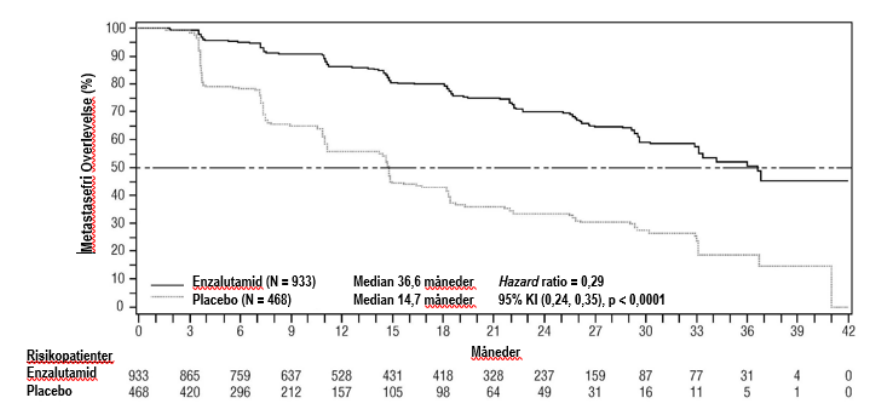 Metastasefri Overlevelse (%)
100
90
80
70
60
50
40
30
20
10
0
Enzalutamid (N = 933) Median 36,6 måneder Hazard ratio = 0,29
Placebo (N = 468) Median 14,7 måneder 95% KI (0,24, 0,35), p < 0,0001
0 3 6 9 12 15 18 21 24 27 30 33 36 39 42
Måneder
Risikopatienter
Enzalutamid 933 865 759 637 528 431 418 328 237 159 87 77 31 4 0
Placebo 468 420 296 212 157 105 98 64 49 31 16 11 5 1 0